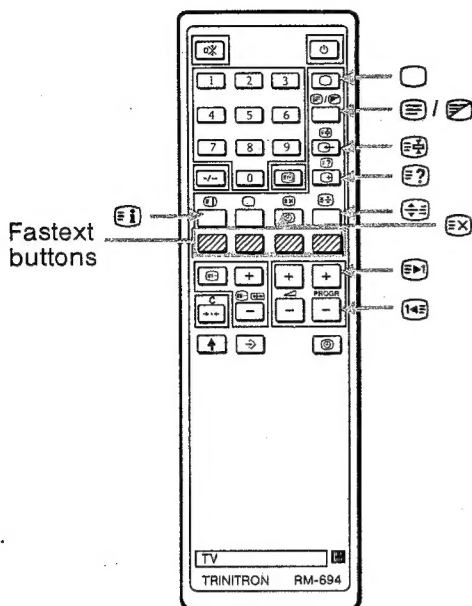 1 2 3
4 5 6
7 8 9
-/-- 0
Fastext
buttons
C PROGR
TV
TRINITRON RM-694